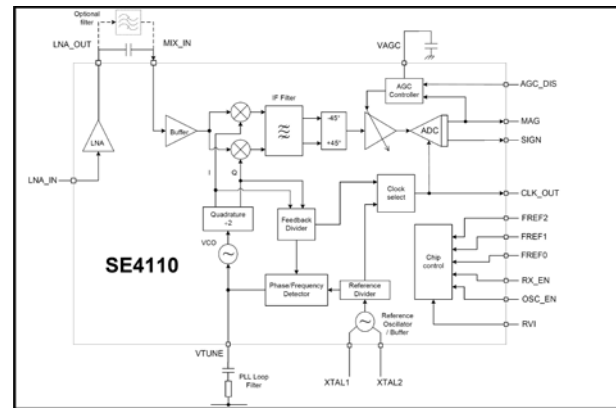 Optional
filter
LNA_OUT
MIX_IN
VAGC
AGC
Controller
AGC_DIS
IF Filter
MAG
Buffer
-45°
ADC
SIGN
LNA
+45°
LNA_IN
I
Q
Clock
select
CLK_OUT
Quadrature
÷2
Feedback
Divider
FREF2
VCO
FREF1
Chip
control
FREF0
SE4110
Phase/Frequency
Detector
Reference
Divider
RX_EN
OSC_EN
Reference
Oscillator
/ Buffer
RVI
VTUNE
PLL Loop
Filter
XTAL1
XTAL2